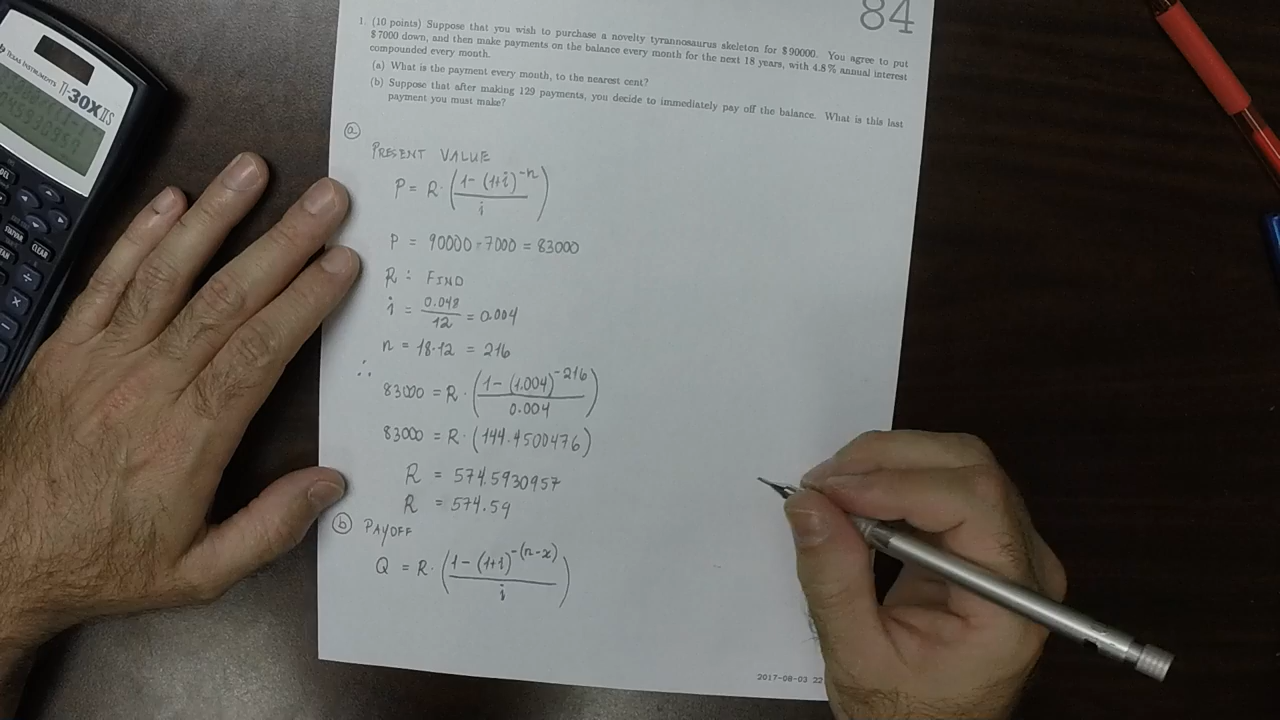 84
1. (10 points) Suppose that you wish to purchase a novelty tyrannosaurus skeleton for $90000. You agree to put
$7000 down, and then make payments on the balance every month for the next 18 years, with 4.8% annual interest
compounded every month.
(a) What is the payment every mouth, to the nearest cent?
(b) Suppose that after making 129 payments, you decide to immediately pay off the balance. What is this last
payment you must make?
(a)
PRESENT VALUE
P = R · ( 1 - (1+i)^-n / i )
P = 90000 - 7000 = 83000
R : FIND
i = 0.048 / 12 = 0.004
n = 18·12 = 216
∴
83000 = R · ( 1 - (1.004)^-216 / 0.004 )
83000 = R · (144.4500476)
R = 574.5930957
R = 574.59
(b) PAYOFF
Q = R · ( 1 - (1+i)^-(n-x) / i )
2017-08-03 22
TEXAS INSTRUMENTS
TI-30X IIS
DEL
STATVAR
CLEAR
÷
×
−